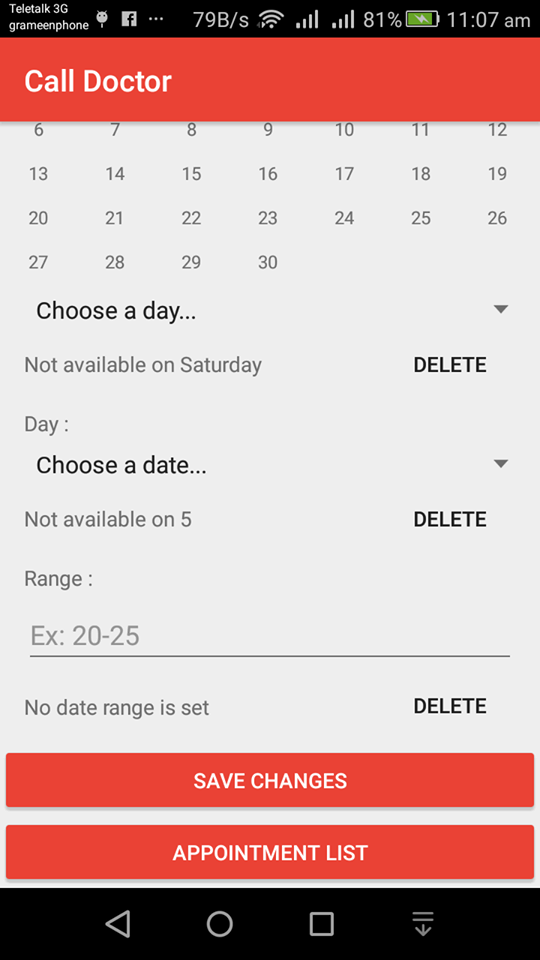 Teletalk 3G
grameenphone
79B/s 81% 11:07 am
Call Doctor
6 7 8 9 10 11 12
13 14 15 16 17 18 19
20 21 22 23 24 25 26
27 28 29 30
Choose a day...
Not available on Saturday DELETE
Day :
Choose a date...
Not available on 5 DELETE
Range :
Ex: 20-25
No date range is set DELETE
SAVE CHANGES
APPOINTMENT LIST